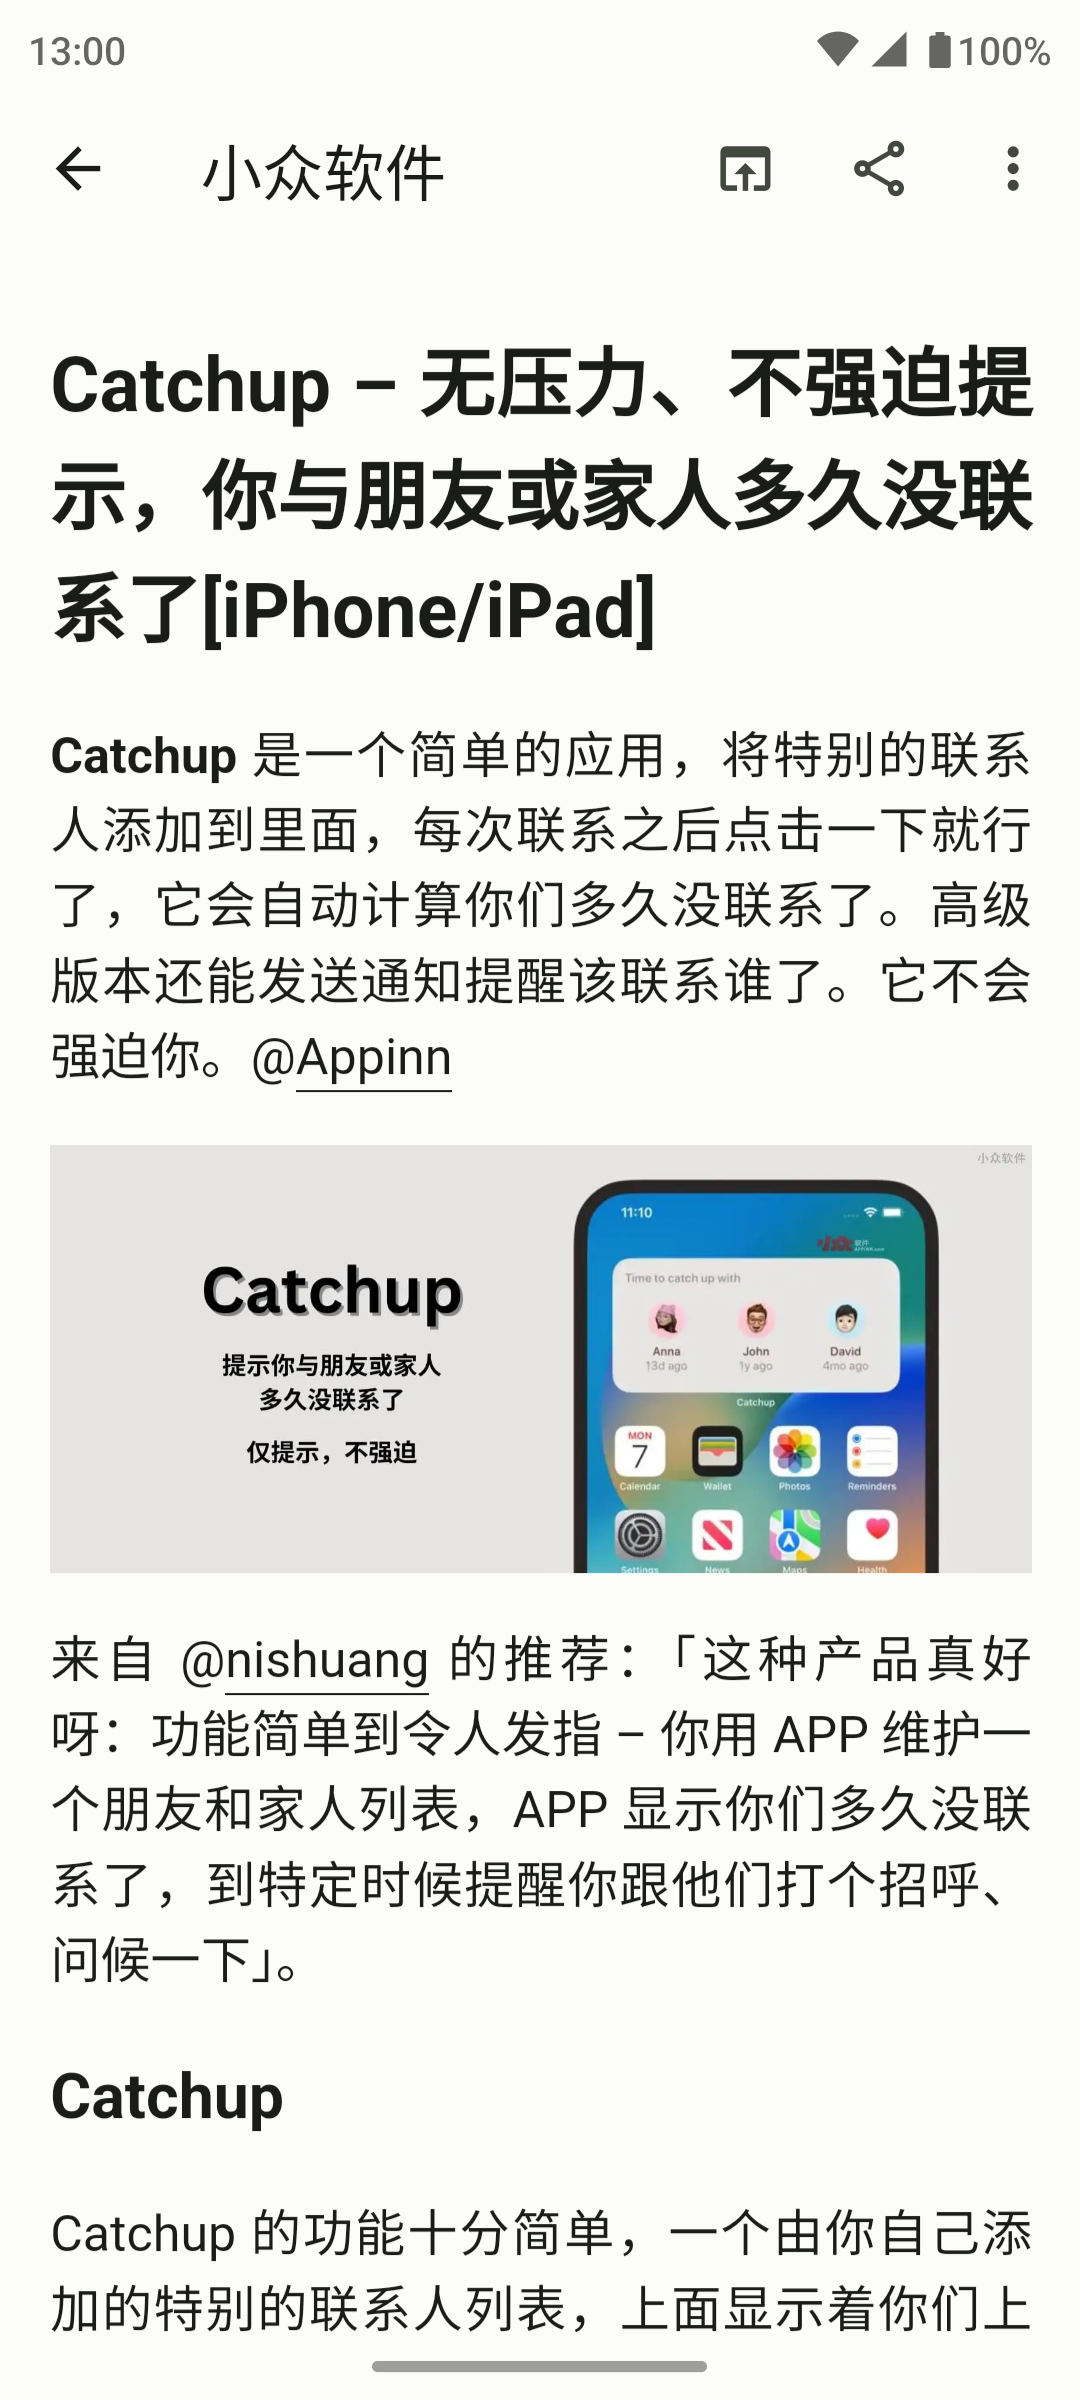 13:00
100%
小众软件
Catchup – 无压力、不强迫提
示，你与朋友或家人多久没联
系了[iPhone/iPad]
Catchup 是一个简单的应用，将特别的联系
人添加到里面，每次联系之后点击一下就行
了，它会自动计算你们多久没联系了。高级
版本还能发送通知提醒该联系谁了。它不会
强迫你。@Appinn
小众软件
11:10
小众软件
APPINN.com
Time to catch up with
Anna
John
David
13d ago
1y ago
4mo ago
Catchup
Catchup
提示你与朋友或家人
多久没联系了
仅提示，不强迫
MON
7
Calendar
Wallet
Photos
Reminders
Settings
News
Maps
Health
来自 @nishuang 的推荐：「这种产品真好
呀：功能简单到令人发指 – 你用 APP 维护一
个朋友和家人列表，APP 显示你们多久没联
系了，到特定时候提醒你跟他们打个招呼、
问候一下」。
Catchup
Catchup 的功能十分简单，一个由你自己添
加的特别的联系人列表，上面显示着你们上